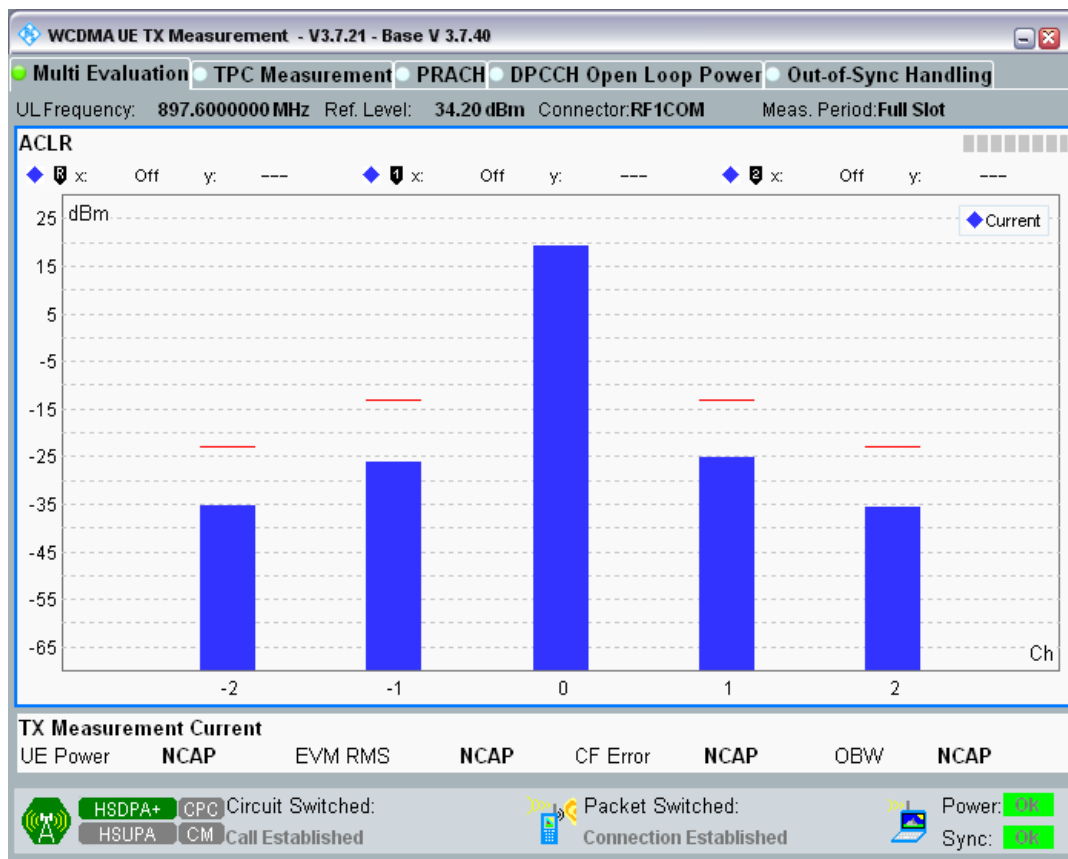 WCDMA UE TX Measurement - V3.7.21 - Base V 3.7.40
Multi Evaluation TPC Measurement PRACH DPCCH Open Loop Power Out-of-Sync Handling
UL Frequency: 897.6000000 MHz Ref. Level: 34.20 dBm Connector: RF1COM Meas. Period: Full Slot
ACLR
R x: Off y: --- 1 x: Off y: --- 2 x: Off y: ---
dBm
Current
25
15
5
-5
-15
-25
-35
-45
-55
-65
Ch
-2 -1 0 1 2
TX Measurement Current
UE Power NCAP EVM RMS NCAP CF Error NCAP OBW NCAP
HSDPA+ CPC Circuit Switched: Packet Switched: Power: OK
HSUPA CM Call Established Connection Established Sync: OK